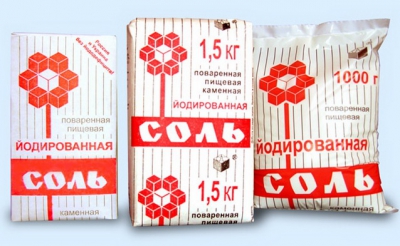 поваренная
пищевая
ЙОДИРОВАННАЯ
СОЛЬ
каменная
1,5 кг
поваренная
пищевая
каменная
ЙОДИРОВАННАЯ
СОЛЬ
1,5 кг
поваренная
пищевая
1000 г
поваренная
пищевая
йодированная
СОЛЬ
каменная